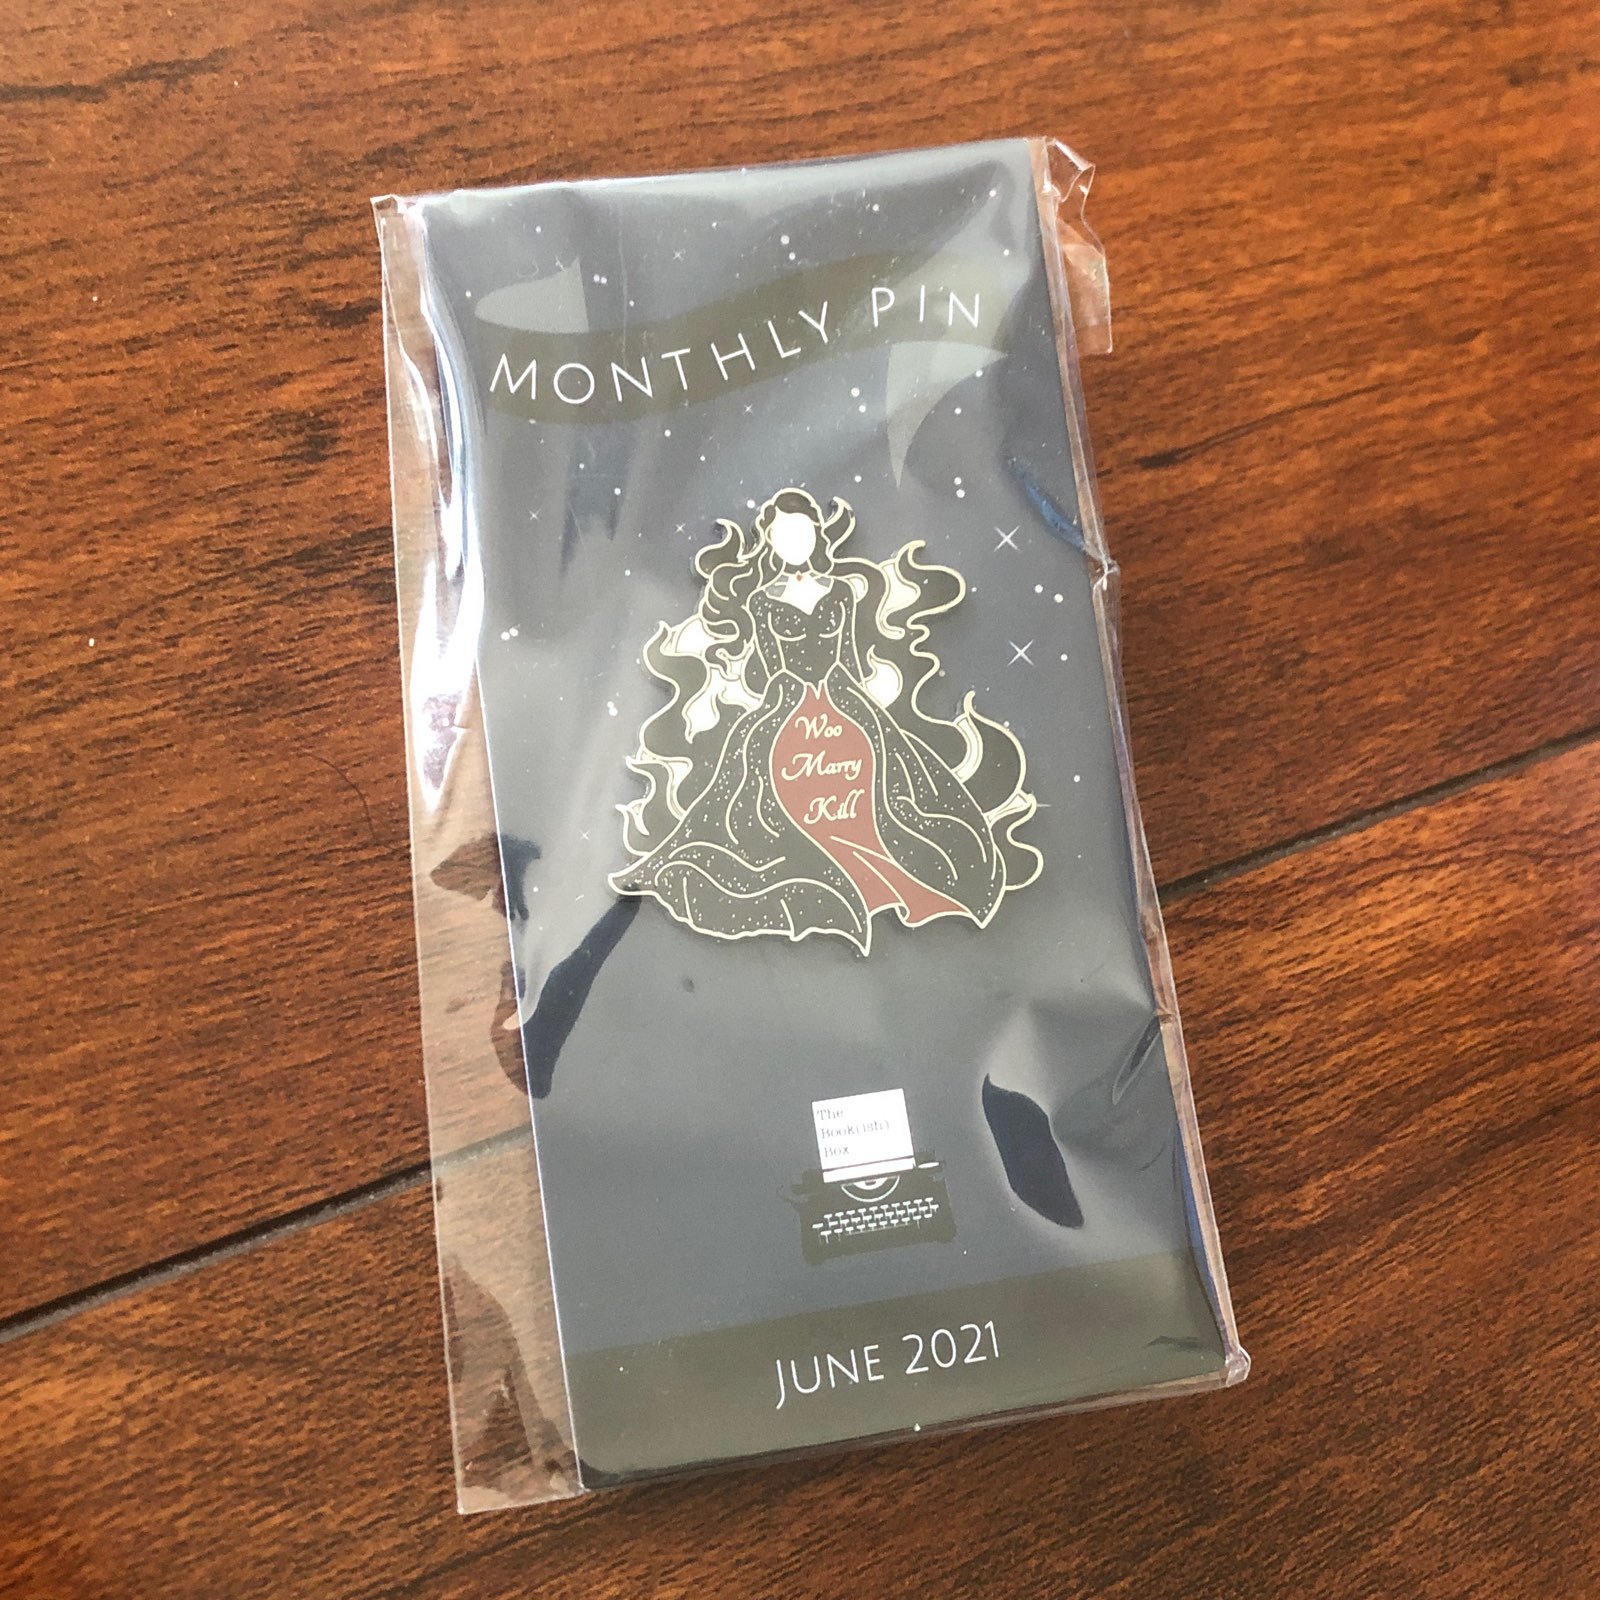 MONTHLY PIN
Woo
Marry
Kill
The
Book(ish)
Box
JUNE 2021